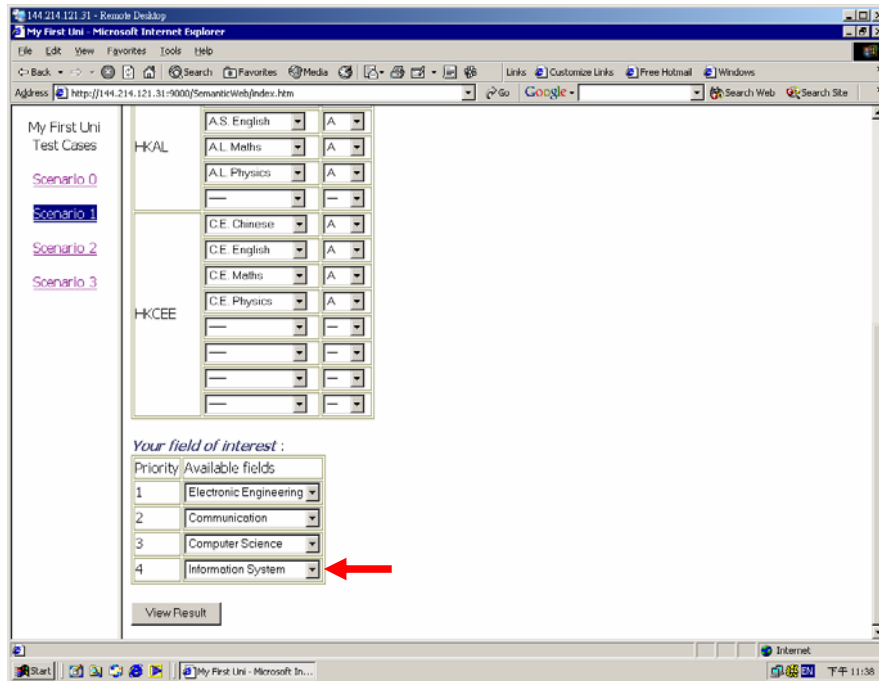 144.214.121.31 - Remote Desktop
My First Uni - Microsoft Internet Explorer
File Edit View Favorites Tools Help
Back Search Favorites Media Links Customize Links Free Hotmail Windows
Address http://144.214.121.31:9000/SemanticWeb/index.htm Go Google Search Web Search Site
My First Uni
Test Cases
Scenario 0
Scenario 1
Scenario 2
Scenario 3
HKAL
A.S. English A
A.L. Maths A
A.L. Physics A
--- ---
HKCEE
C.E. Chinese A
C.E. English A
C.E. Maths A
C.E. Physics A
--- ---
--- ---
--- ---
--- ---
Your field of interest :
Priority Available fields
1 Electronic Engineering
2 Communication
3 Computer Science
4 Information System
View Result
Internet
Start My First Uni - Microsoft In... EN 下午 11:38